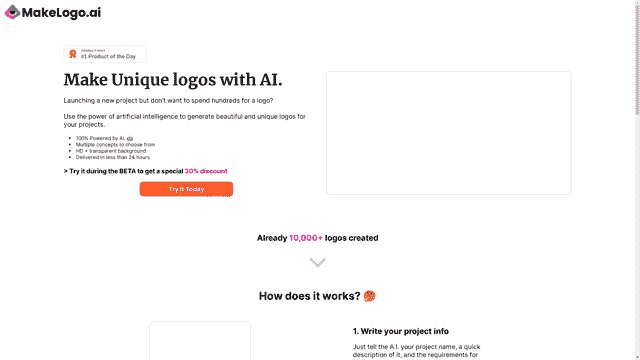 MakeLogo.ai
PRODUCT HUNT
#1 Product of the Day
Make Unique logos with AI.
Launching a new project but don't want to spend hundreds for a logo?
Use the power of artificial intelligence to generate beautiful and unique logos for
your projects.
100% Powered by AI.
Multiple concepts to choose from
HD + transparent background
Delivered in less than 24 hours
> Try it during the BETA to get a special 30% discount
Try It Today
Already 10,000+ logos created
How does it works?
1. Write your project info
Just tell the A.I. your project name, a quick
description of it, and the requirements for